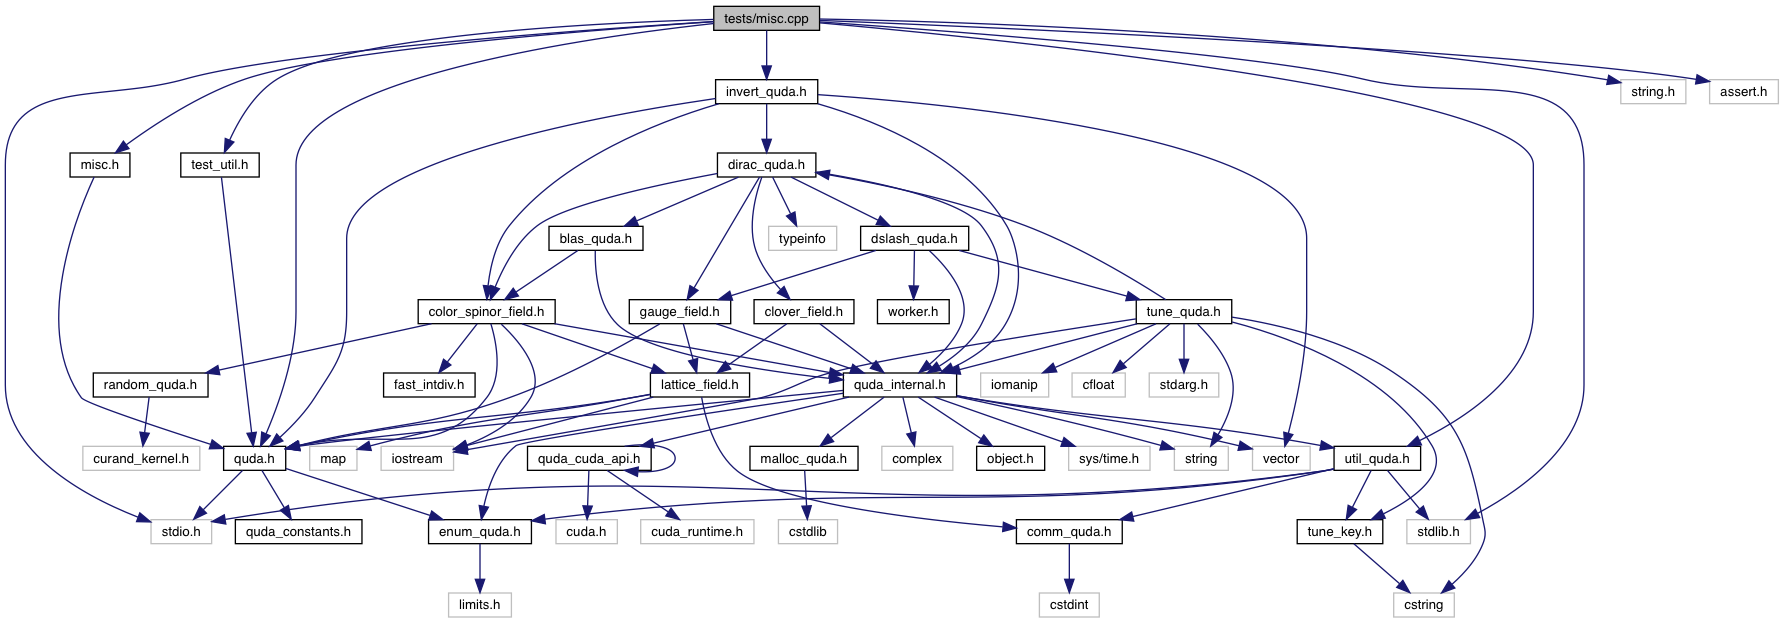 tests/misc.cpp
invert_quda.h
string.h
assert.h
misc.h
test_util.h
dirac_quda.h
blas_quda.h
typeinfo
dslash_quda.h
color_spinor_field.h
gauge_field.h
clover_field.h
worker.h
tune_quda.h
random_quda.h
fast_intdiv.h
lattice_field.h
quda_internal.h
iomanip
cfloat
stdarg.h
curand_kernel.h
quda.h
map
iostream
quda_cuda_api.h
malloc_quda.h
complex
object.h
sys/time.h
string
vector
util_quda.h
stdio.h
quda_constants.h
enum_quda.h
cuda.h
cuda_runtime.h
cstdlib
comm_quda.h
tune_key.h
stdlib.h
limits.h
cstdint
cstring